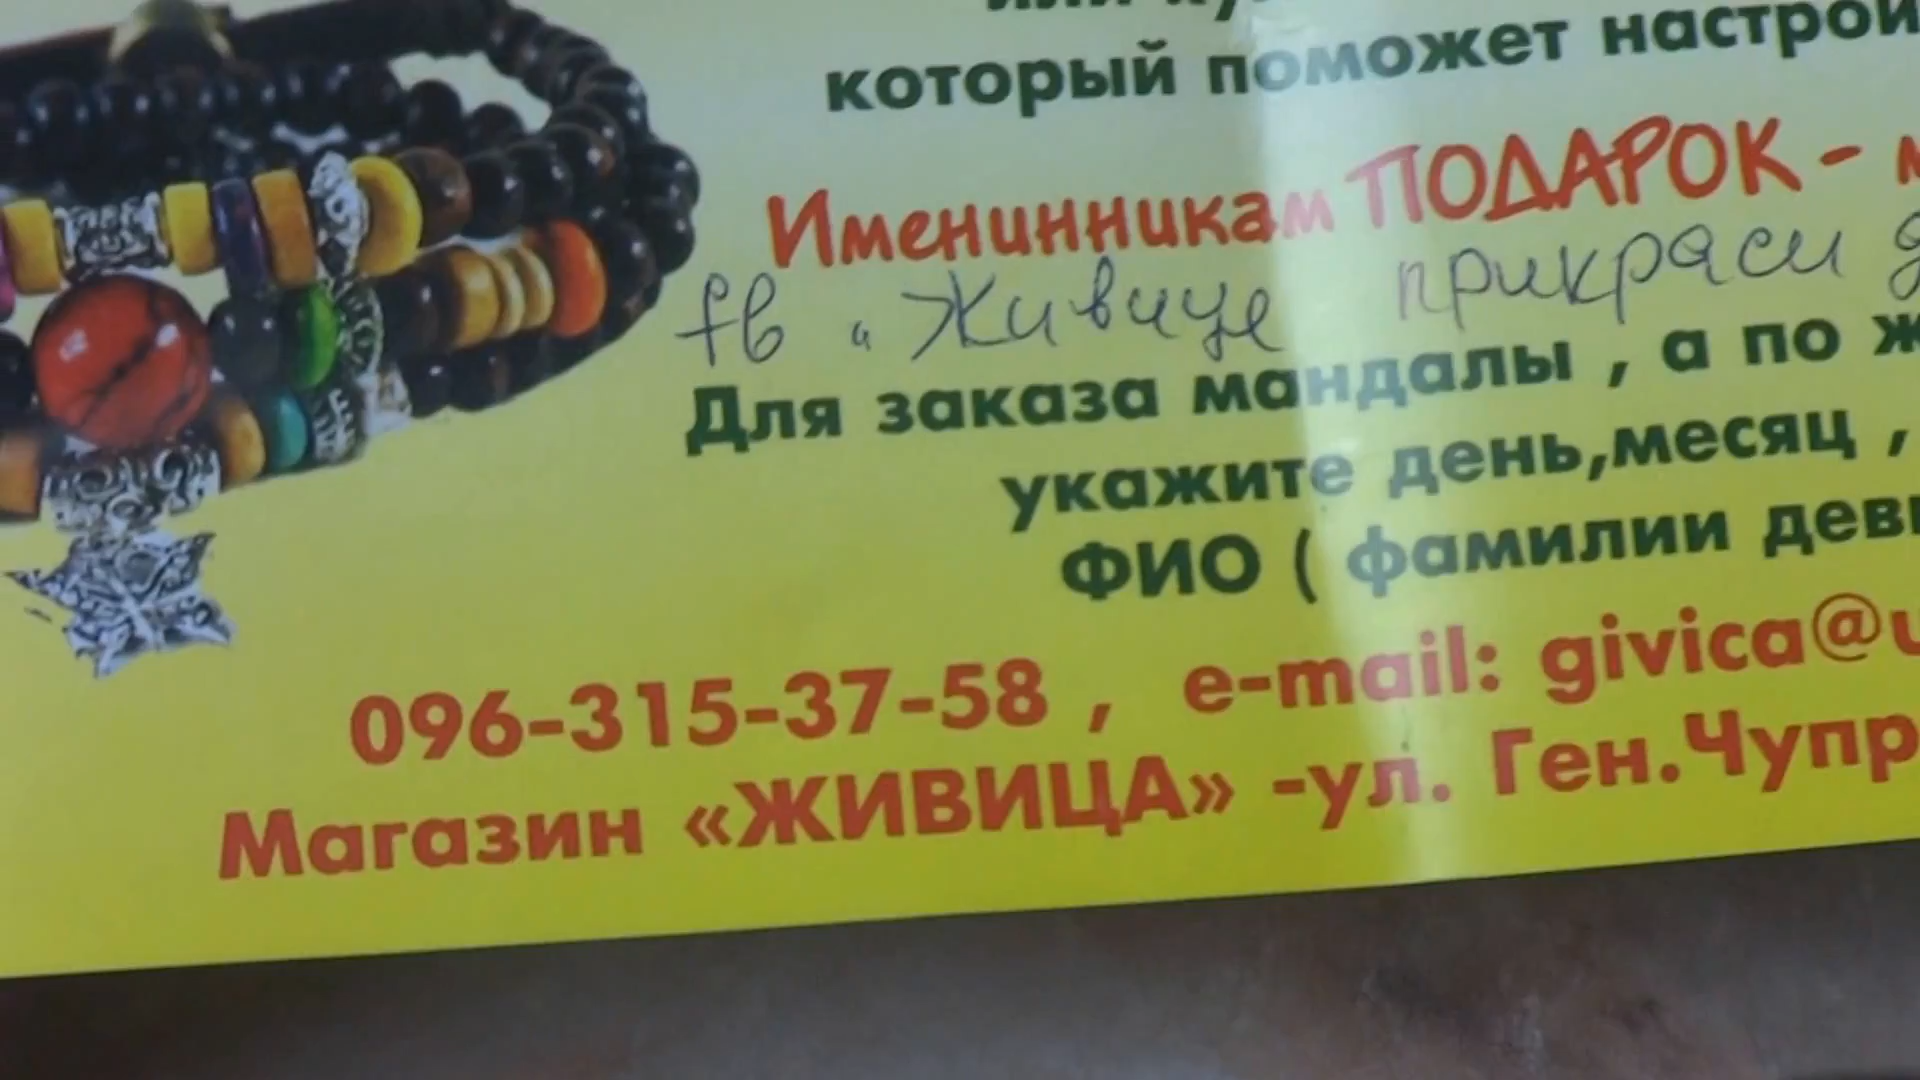 который поможет настрой
Именинникам ПОДАРОК -
fb "Живице прикраси
Для заказа мандалы , а по ж
укажите день,месяц ,
ФИО ( фамилии дев
096-315-37-58 , e-mail: givica@u
Магазин «ЖИВИЦА» -ул. Ген.Чупр